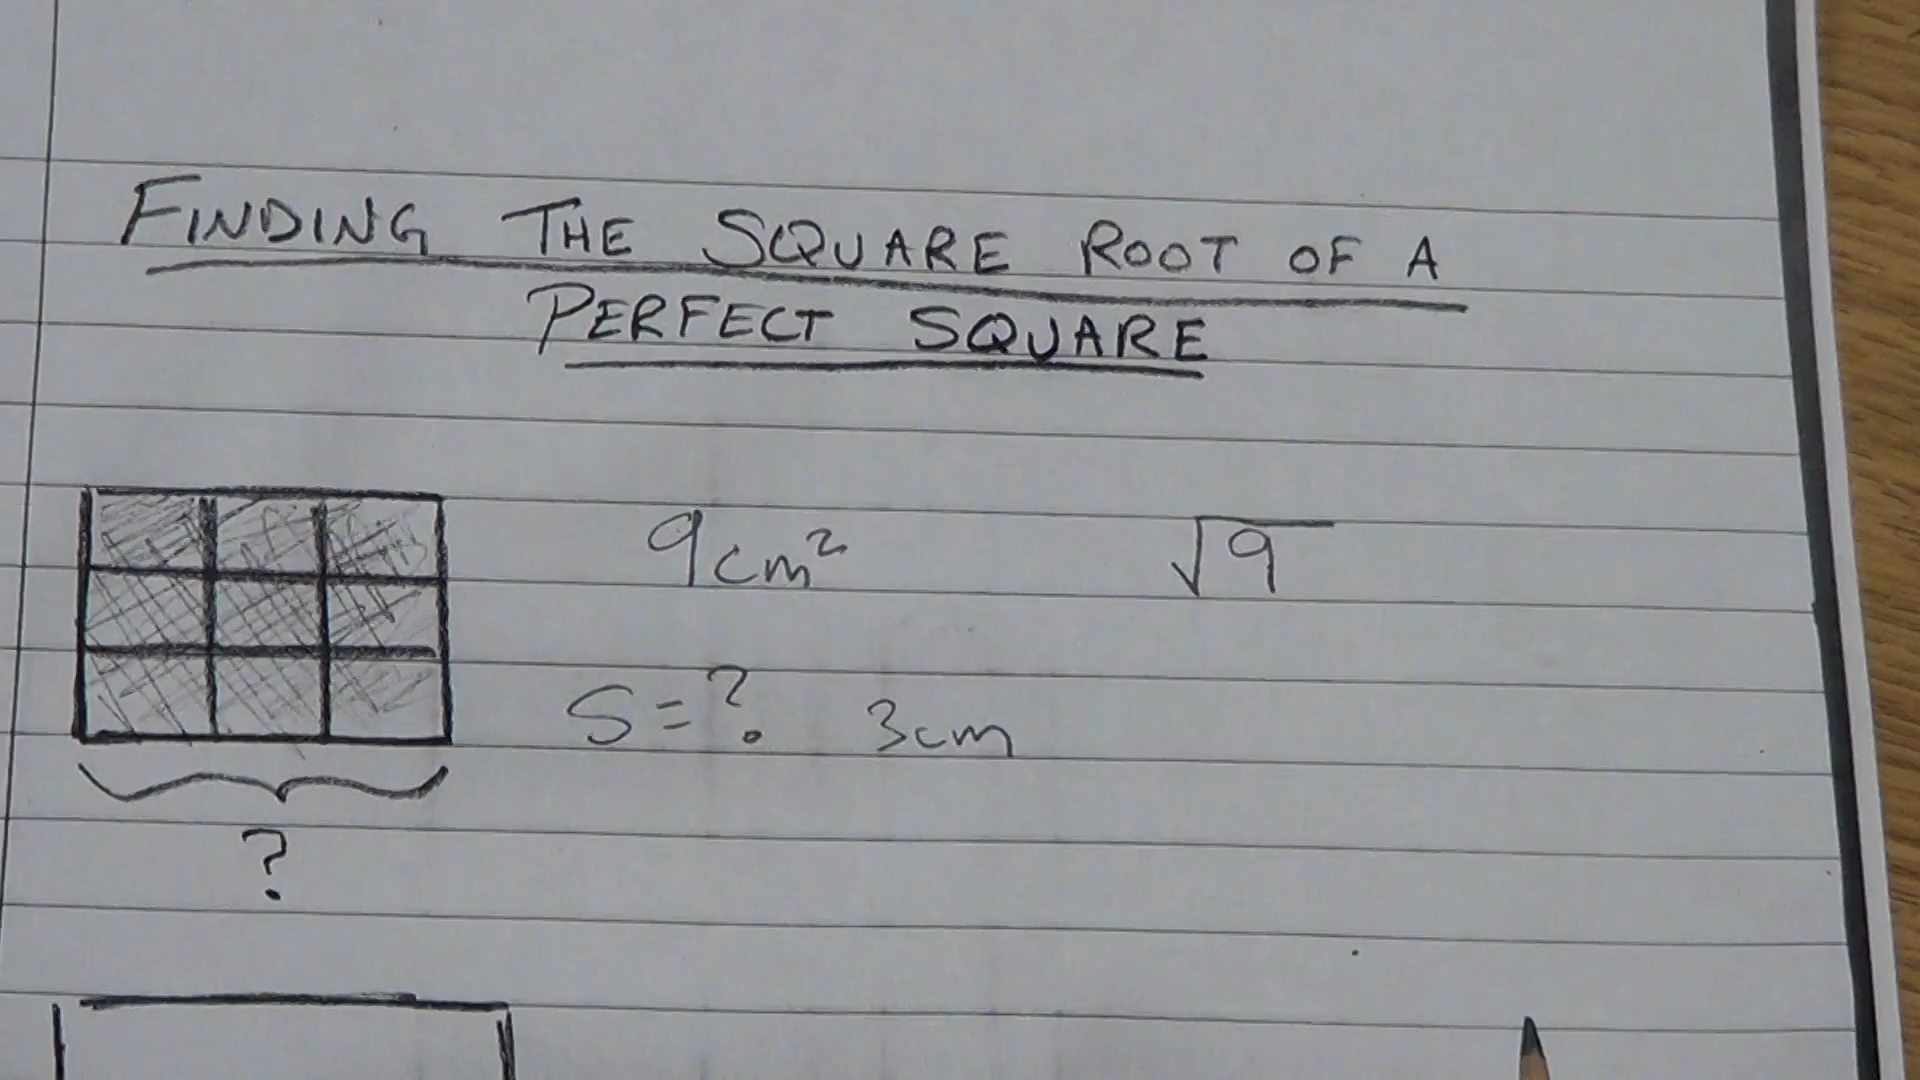 FINDING THE SQUARE ROOT OF A
PERFECT SQUARE
9cm² √9
S=? 3cm
?